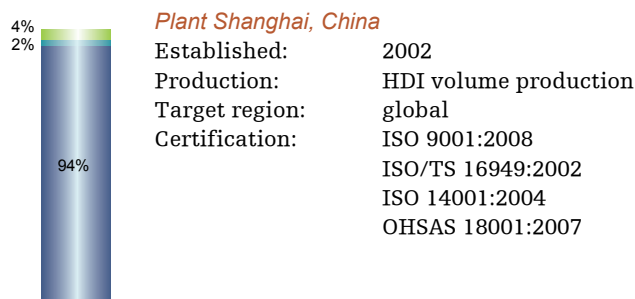 4%
2%
94%
Plant Shanghai, China
Established: 2002
Production: HDI volume production
Target region: global
Certification: ISO 9001:2008
ISO/TS 16949:2002
ISO 14001:2004
OHSAS 18001:2007